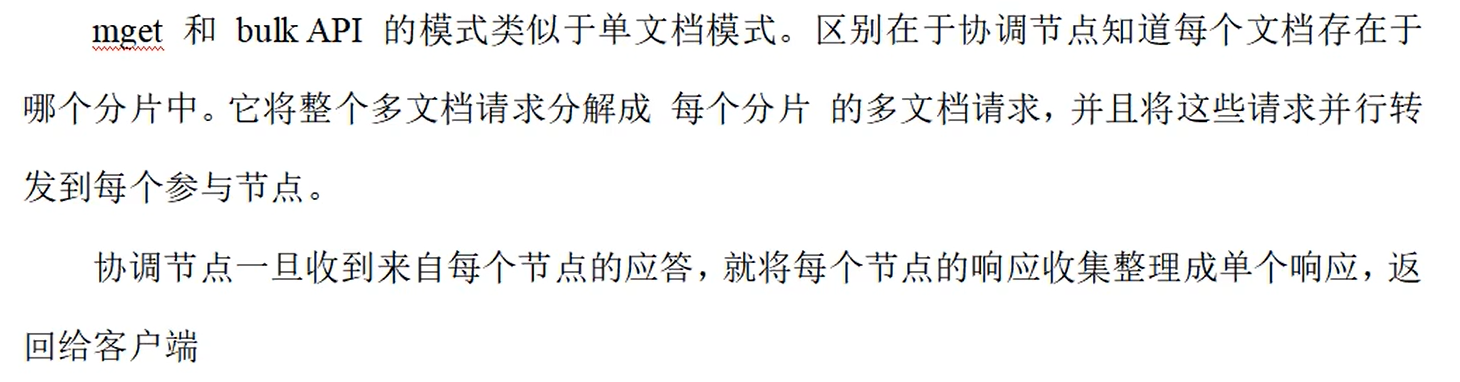 mget 和 bulk API 的模式类似于单文档模式。区别在于协调节点知道每个文档存在于
哪个分片中。它将整个多文档请求分解成 每个分片 的多文档请求，并且将这些请求并行转
发到每个参与节点。
协调节点一旦收到来自每个节点的应答，就将每个节点的响应收集整理成单个响应，返
回给客户端